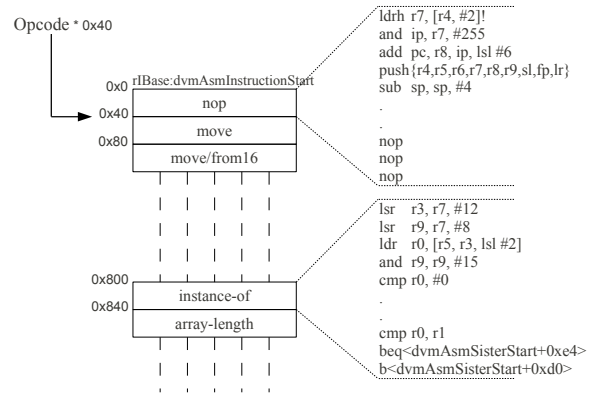 Opcode * 0x40
rIBase:dvmAsmInstructionStart
0x0
nop
0x40
move
0x80
move/from16
ldrh r7, [r4, #2]!
and ip, r7, #255
add pc, r8, ip, lsl #6
push{r4,r5,r6,r7,r8,r9,sl,fp,lr}
sub sp, sp, #4
.
.
nop
nop
nop
0x800
instance-of
0x840
array-length
lsr r3, r7, #12
lsr r9, r7, #8
ldr r0, [r5, r3, lsl #2]
and r9, r9, #15
cmp r0, #0
.
.
cmp r0, r1
beq<dvmAsmSisterStart+0xe4>
b<dvmAsmSisterStart+0xd0>